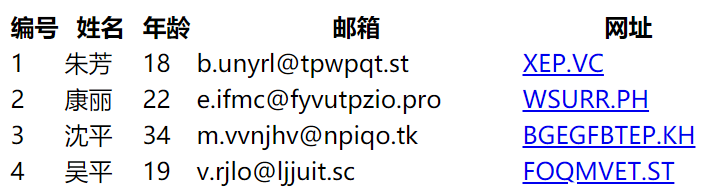 编号 姓名 年龄 邮箱 网址
1 朱芳 18 b.unyrl@tpwpqt.st XEP.VC
2 康丽 22 e.ifmc@fyvutpzio.pro WSURR.PH
3 沈平 34 m.vvnjhv@npiqo.tk BGEGFBTEP.KH
4 吴平 19 v.rjlo@ljjuit.sc FOQMVET.ST